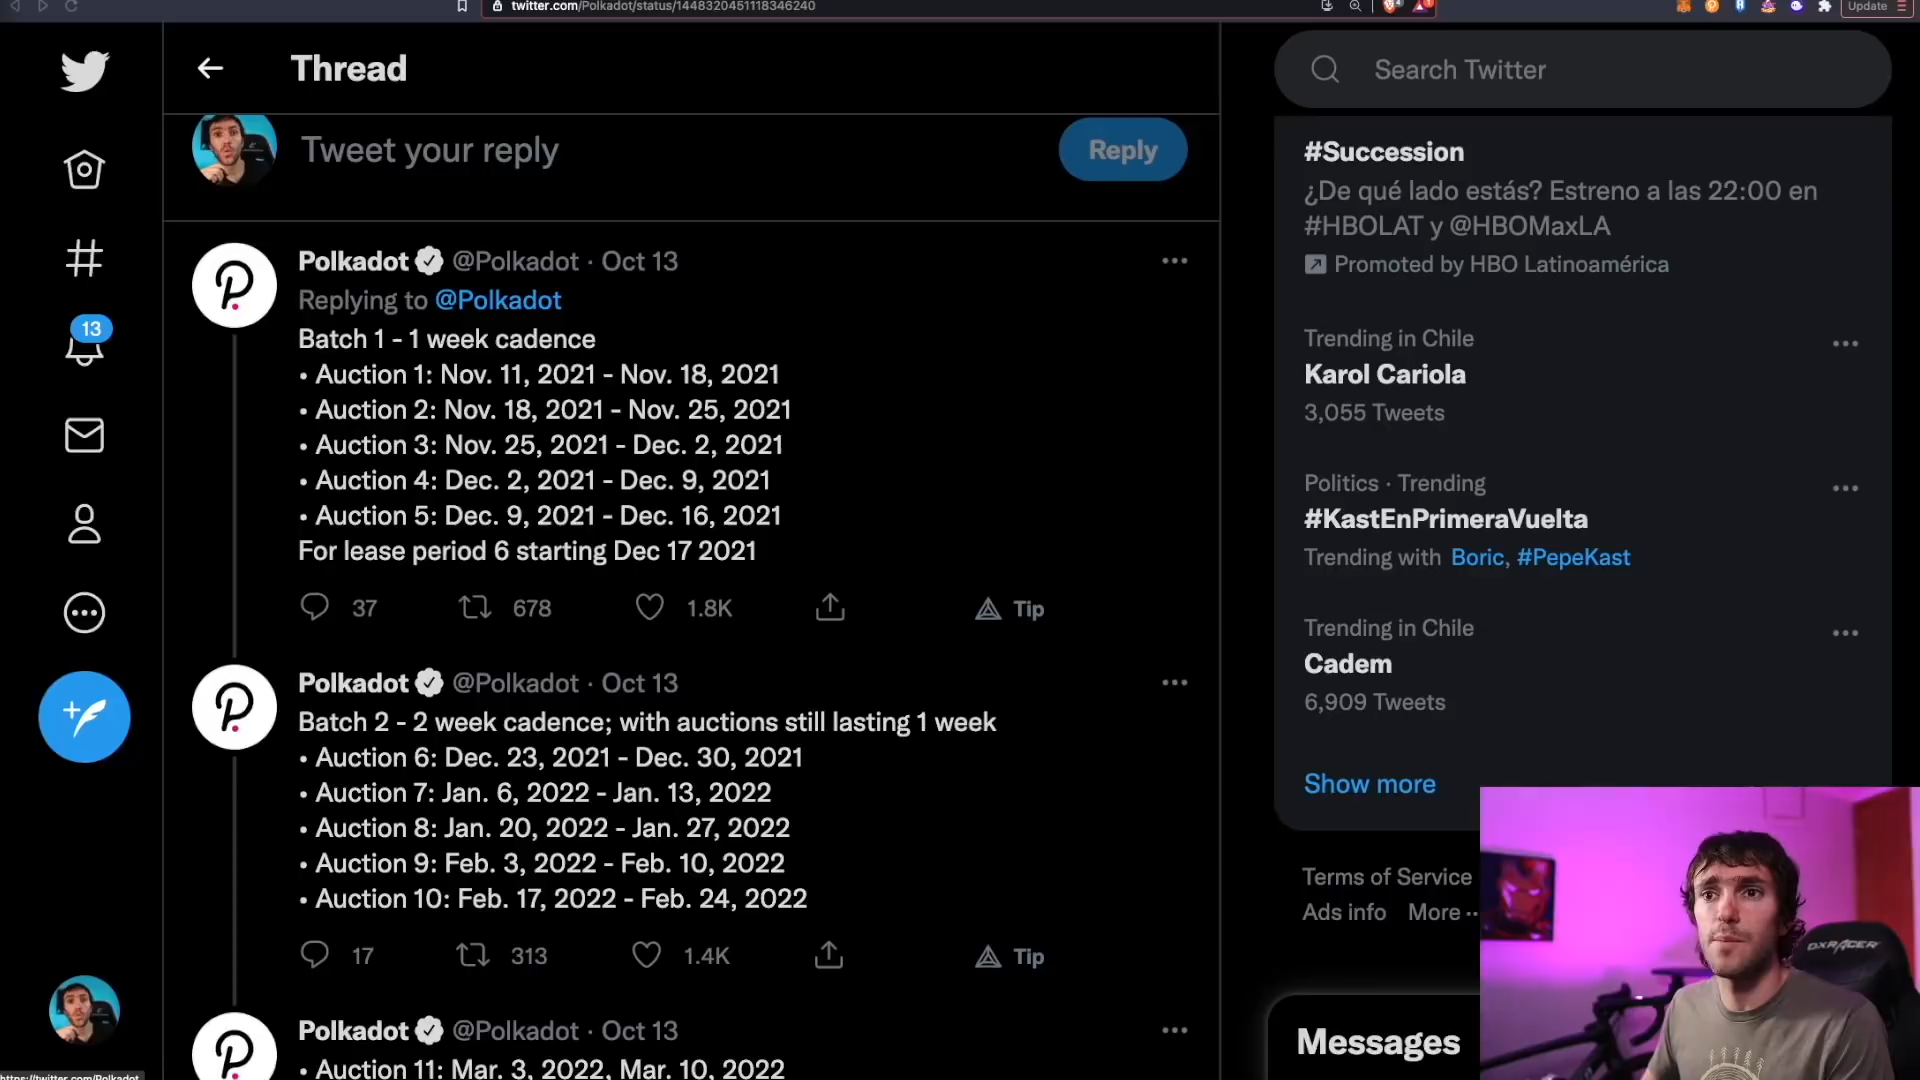 twitter.com/Polkadot/status/1448320451118346240
Update
Thread
Search Twitter
Tweet your reply
Reply
Polkadot @Polkadot · Oct 13
Replying to @Polkadot
Batch 1 - 1 week cadence
• Auction 1: Nov. 11, 2021 - Nov. 18, 2021
• Auction 2: Nov. 18, 2021 - Nov. 25, 2021
• Auction 3: Nov. 25, 2021 - Dec. 2, 2021
• Auction 4: Dec. 2, 2021 - Dec. 9, 2021
• Auction 5: Dec. 9, 2021 - Dec. 16, 2021
For lease period 6 starting Dec 17 2021
37 678 1.8K Tip
13
Polkadot @Polkadot · Oct 13
Batch 2 - 2 week cadence; with auctions still lasting 1 week
• Auction 6: Dec. 23, 2021 - Dec. 30, 2021
• Auction 7: Jan. 6, 2022 - Jan. 13, 2022
• Auction 8: Jan. 20, 2022 - Jan. 27, 2022
• Auction 9: Feb. 3, 2022 - Feb. 10, 2022
• Auction 10: Feb. 17, 2022 - Feb. 24, 2022
17 313 1.4K Tip
Polkadot @Polkadot · Oct 13
• Auction 11: Mar. 3, 2022, Mar. 10, 2022
#Succession
¿De qué lado estás? Estreno a las 22:00 en
#HBOLAT y @HBOMaxLA
Promoted by HBO Latinoamérica
Trending in Chile
Karol Cariola
3,055 Tweets
Politics · Trending
#KastEnPrimeraVuelta
Trending with Boric, #PepeKast
Trending in Chile
Cadem
6,909 Tweets
Show more
Terms of Service
Ads info More
Messages
DXRACER
https://twitter.com/Polkadot